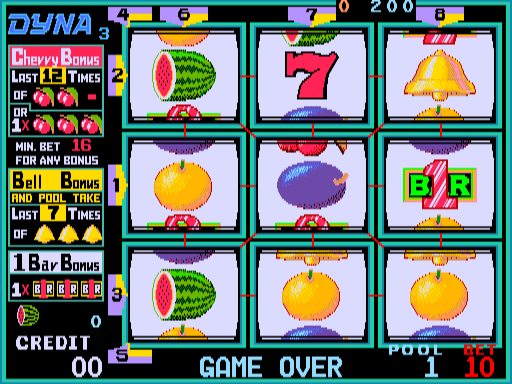 4 6 7 0 200 8
DYNA 3
Cherry Bonus
LAST 12 TIMES
OF -
OR
1X
MIN. BET 16
FOR ANY BONUS
Bell Bonus
AND POOL TAKE
LAST 7 TIMES
OF
1 Bar Bonus
1X B R B R B R
0
CREDIT
00
2
7
1
B 1 R
3
5
GAME OVER
POOL
1
BET
10